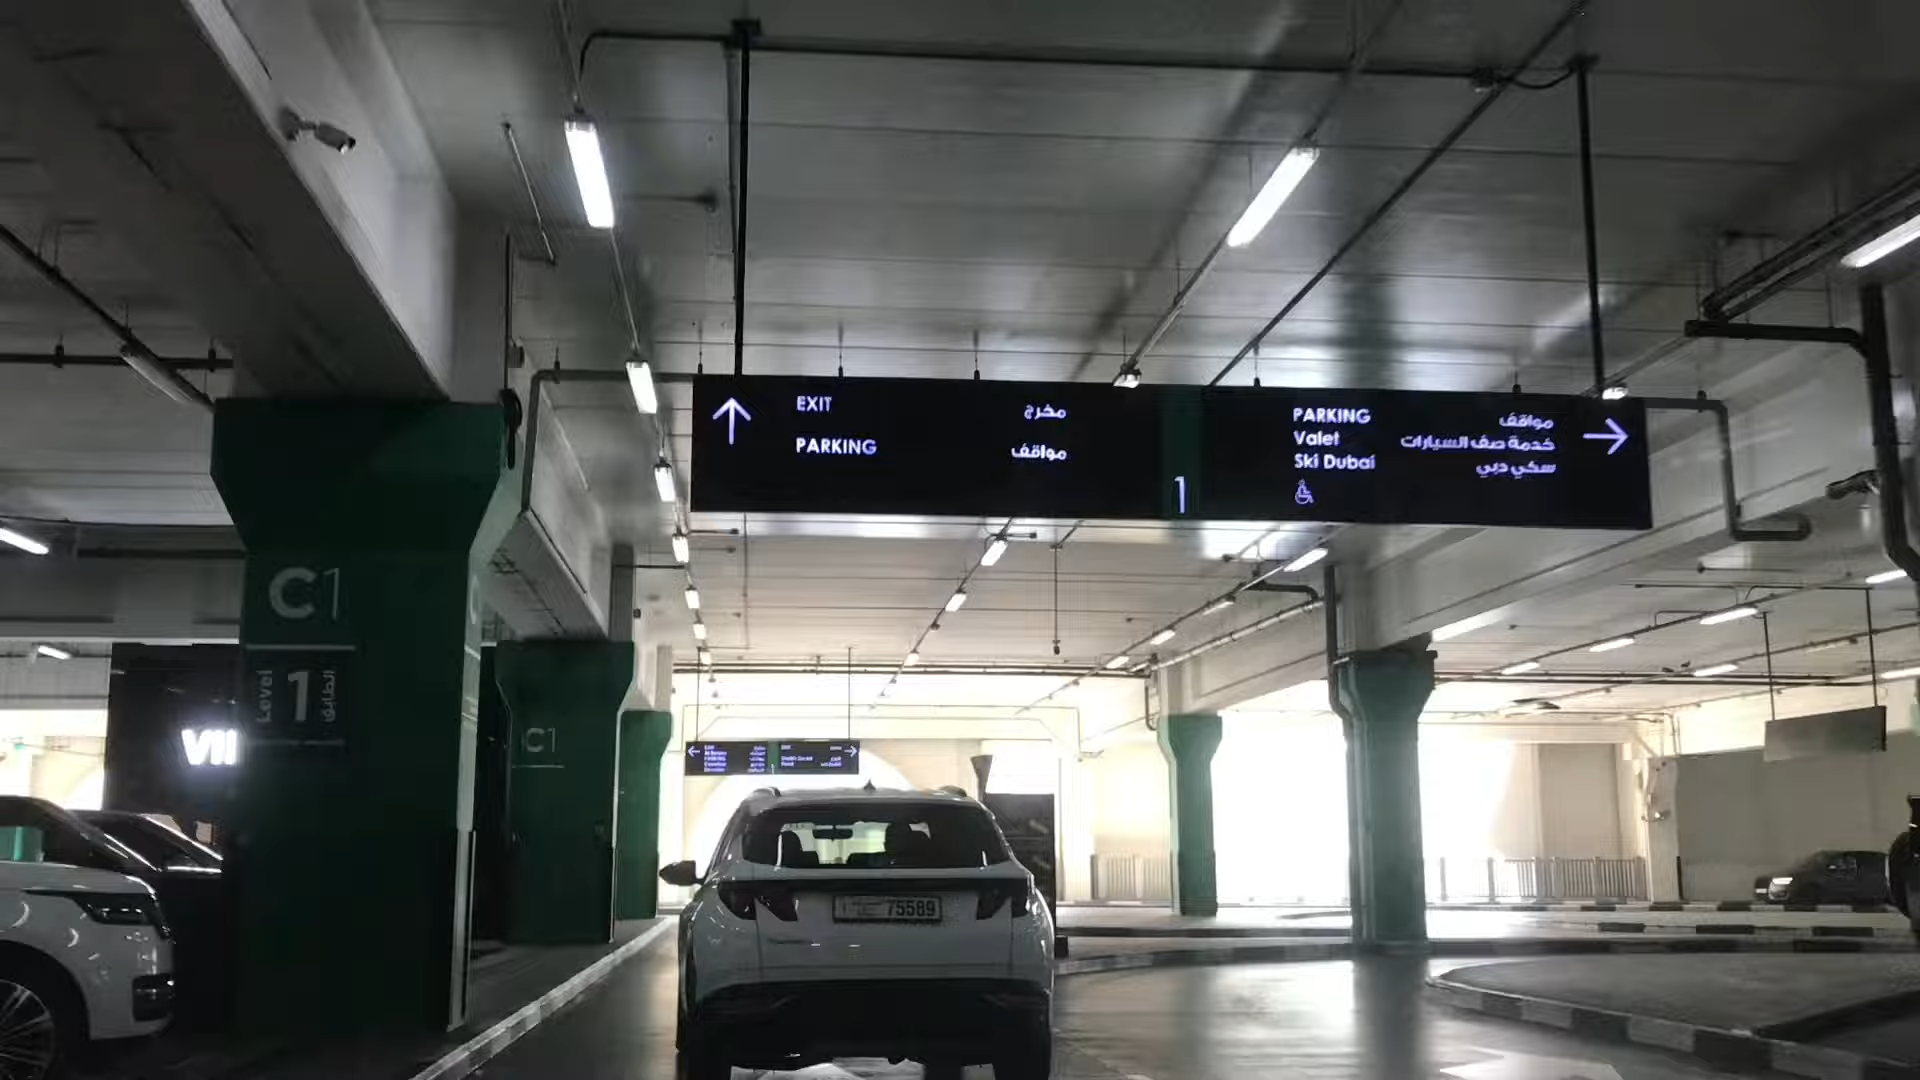 EXIT مخرج
PARKING مواقف
1
PARKING مواقف
Valet خدمة صف السيارات
Ski Dubai سكي دبي
C1
Level 1 الطابق
VII
C1
75589